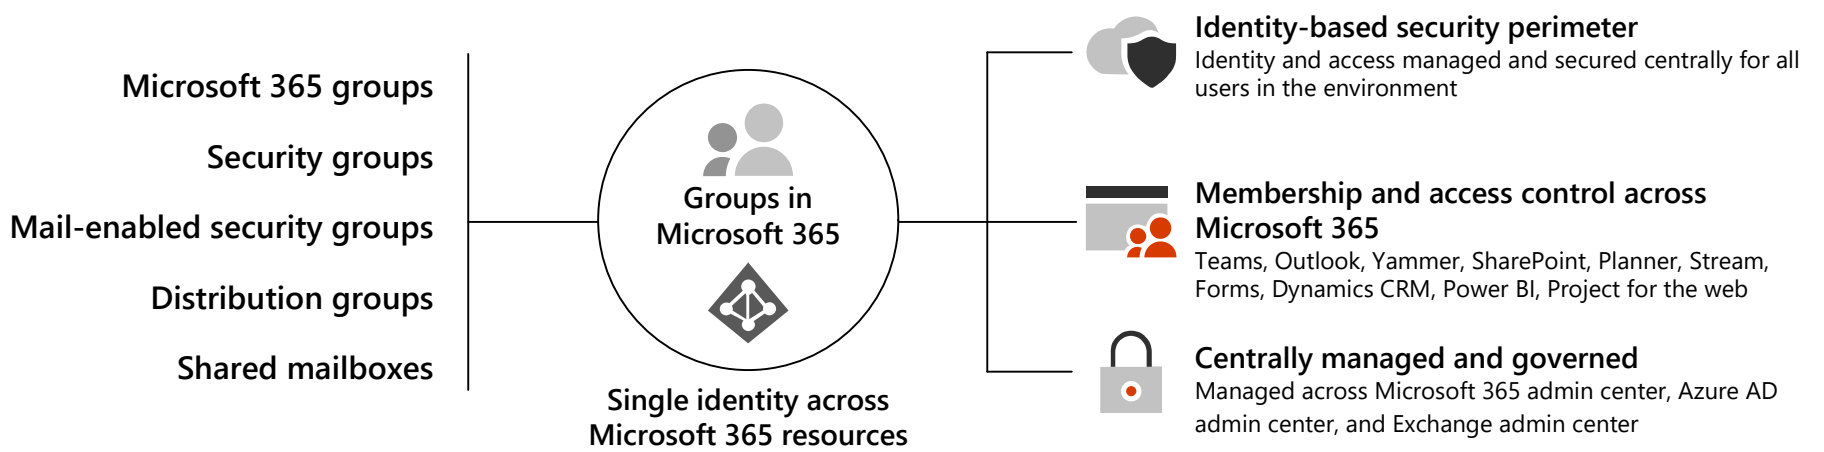 Microsoft 365 groups
Security groups
Mail-enabled security groups
Distribution groups
Shared mailboxes
Groups in
Microsoft 365
Single identity across
Microsoft 365 resources
Identity-based security perimeter
Identity and access managed and secured centrally for all
users in the environment
Membership and access control across
Microsoft 365
Teams, Outlook, Yammer, SharePoint, Planner, Stream,
Forms, Dynamics CRM, Power BI, Project for the web
Centrally managed and governed
Managed across Microsoft 365 admin center, Azure AD
admin center, and Exchange admin center